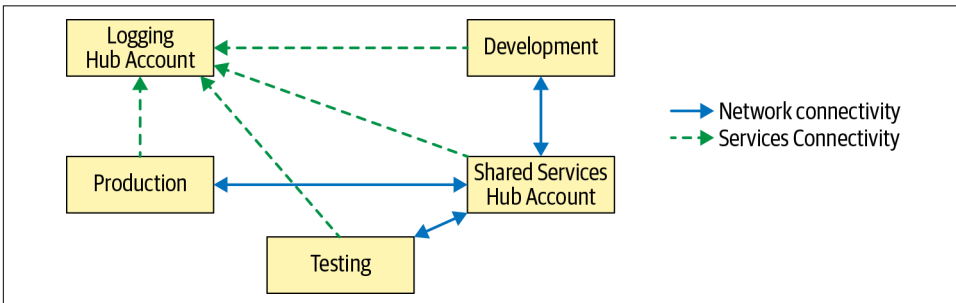 Logging
Hub Account
Development
Network connectivity
Services Connectivity
Production
Shared Services
Hub Account
Testing